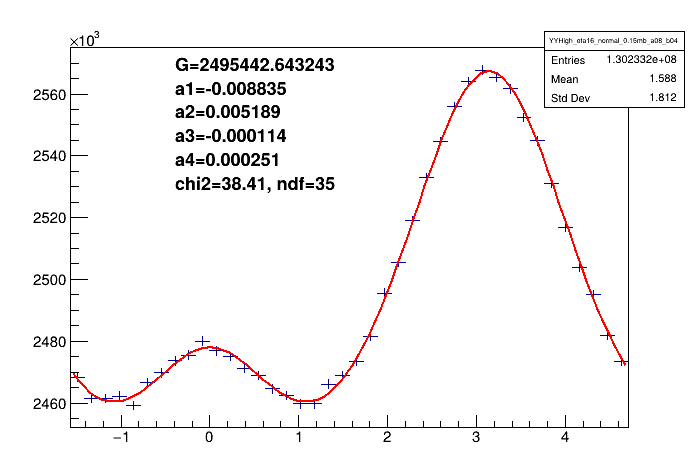 ×10³
YYHigh_eta16_normal_0.15mb_a08_b04
Entries 1.302332e+08
Mean 1.588
Std Dev 1.812
G=2495442.643243
a1=-0.008835
a2=0.005189
a3=-0.000114
a4=0.000251
chi2=38.41, ndf=35
2560
2540
2520
2500
2480
2460
−1 0 1 2 3 4